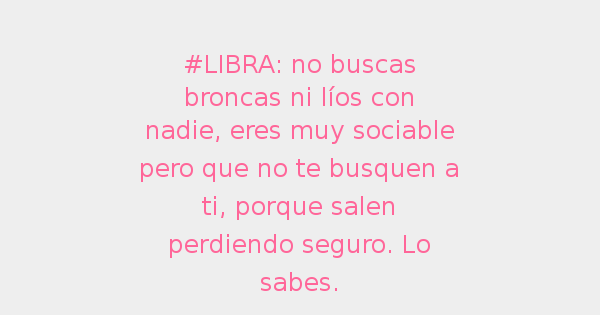 #LIBRA: no buscas
broncas ni líos con
nadie, eres muy sociable
pero que no te busquen a
ti, porque salen
perdiendo seguro. Lo
sabes.